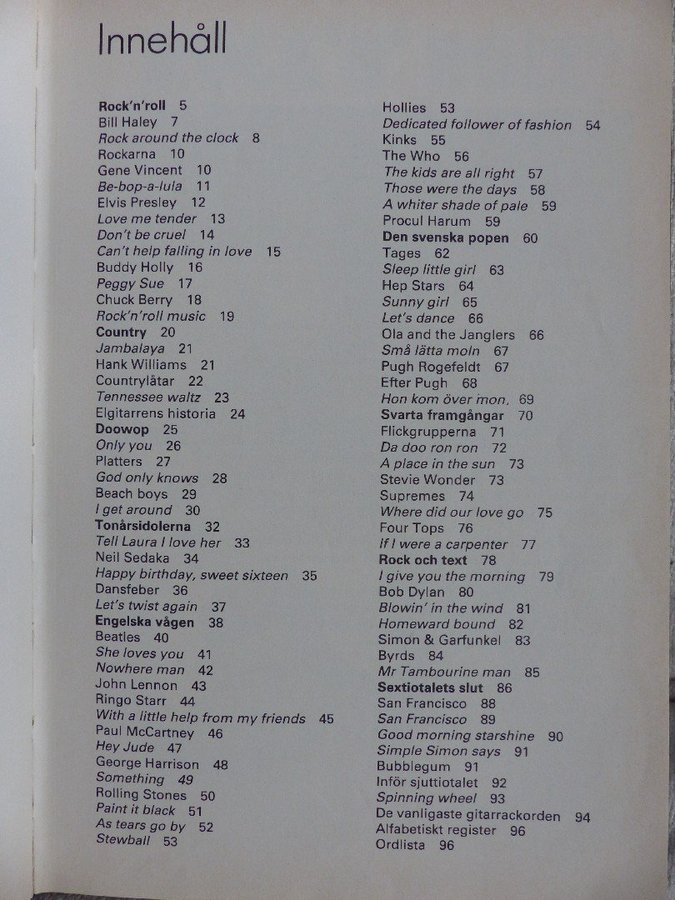 Innehåll
Rock'n'roll 5
Bill Haley 7
Rock around the clock 8
Rockarna 10
Gene Vincent 10
Be-bop-a-lula 11
Elvis Presley 12
Love me tender 13
Don't be cruel 14
Can't help falling in love 15
Buddy Holly 16
Peggy Sue 17
Chuck Berry 18
Rock'n'roll music 19
Country 20
Jambalaya 21
Hank Williams 21
Countrylåtar 22
Tennessee waltz 23
Elgitarrens historia 24
Doowop 25
Only you 26
Platters 27
God only knows 28
Beach boys 29
I get around 30
Tonårsidolerna 32
Tell Laura I love her 33
Neil Sedaka 34
Happy birthday, sweet sixteen 35
Dansfeber 36
Let's twist again 37
Engelska vågen 38
Beatles 40
She loves you 41
Nowhere man 42
John Lennon 43
Ringo Starr 44
With a little help from my friends 45
Paul McCartney 46
Hey Jude 47
George Harrison 48
Something 49
Rolling Stones 50
Paint it black 51
As tears go by 52
Stewball 53
Hollies 53
Dedicated follower of fashion 54
Kinks 55
The Who 56
The kids are all right 57
Those were the days 58
A whiter shade of pale 59
Procul Harum 59
Den svenska popen 60
Tages 62
Sleep little girl 63
Hep Stars 64
Sunny girl 65
Let's dance 66
Ola and the Janglers 66
Små lätta moln 67
Pugh Rogefeldt 67
Efter Pugh 68
Hon kom över mon, 69
Svarta framgångar 70
Flickgrupperna 71
Da doo ron ron 72
A place in the sun 73
Stevie Wonder 73
Supremes 74
Where did our love go 75
Four Tops 76
If I were a carpenter 77
Rock och text 78
I give you the morning 79
Bob Dylan 80
Blowin' in the wind 81
Homeward bound 82
Simon & Garfunkel 83
Byrds 84
Mr Tambourine man 85
Sextiotalets slut 86
San Francisco 88
San Francisco 89
Good morning starshine 90
Simple Simon says 91
Bubblegum 91
Inför sjuttiotalet 92
Spinning wheel 93
De vanligaste gitarrackorden 94
Alfabetiskt register 96
Ordlista 96